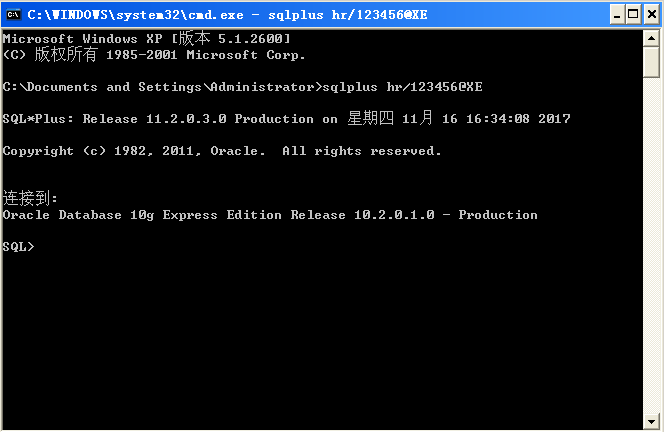 C:\WINDOWS\system32\cmd.exe - sqlplus hr/123456@XE
Microsoft Windows XP [版本 5.1.2600]
(C) 版权所有 1985-2001 Microsoft Corp.
C:\Documents and Settings\Administrator>sqlplus hr/123456@XE
SQL*Plus: Release 11.2.0.3.0 Production on 星期四 11月 16 16:34:08 2017
Copyright (c) 1982, 2011, Oracle.  All rights reserved.
连接到:
Oracle Database 10g Express Edition Release 10.2.0.1.0 - Production
SQL>